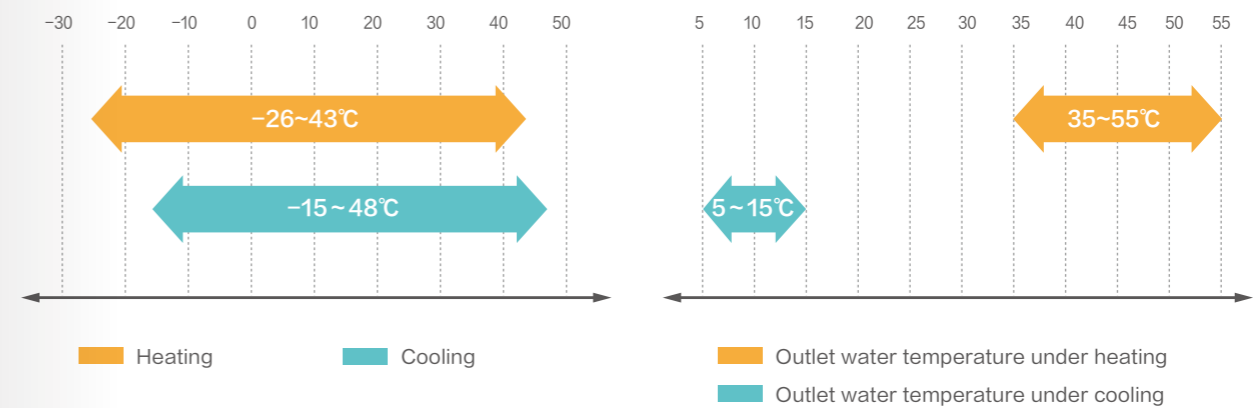 −30 −20 −10 0 10 20 30 40 50
5 10 15 20 25 30 35 40 45 50 55
−26~43℃
35~55℃
−15~48℃
5~15℃
Heating
Cooling
Outlet water temperature under heating
Outlet water temperature under cooling